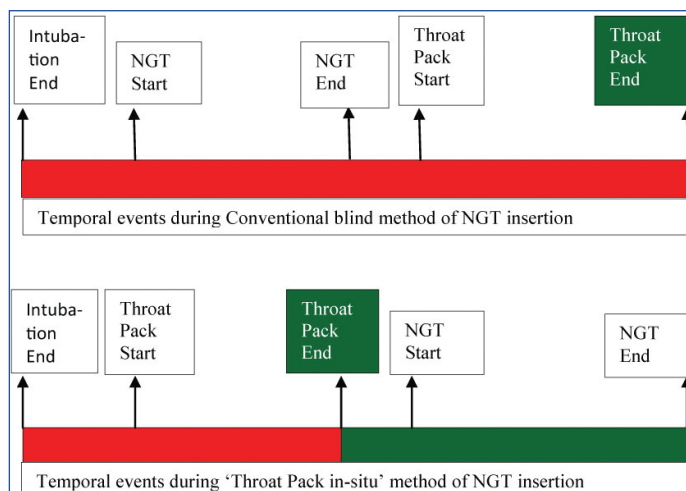 Intuba-
tion
End
NGT
Start
NGT
End
Throat
Pack
Start
Throat
Pack
End
Temporal events during Conventional blind method of NGT insertion
Intuba-
tion
End
Throat
Pack
Start
Throat
Pack
End
NGT
Start
NGT
End
Temporal events during ‘Throat Pack in-situ’ method of NGT insertion